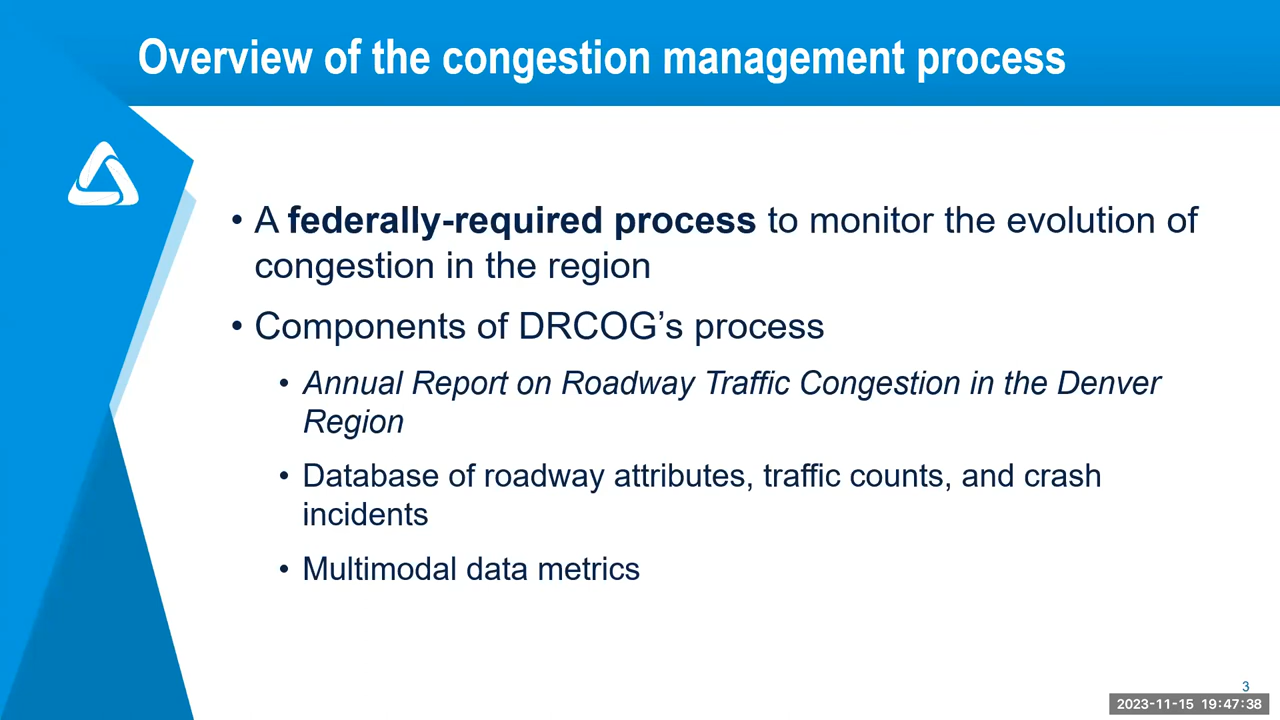 Overview of the congestion management process
• A federally-required process to monitor the evolution of
congestion in the region
• Components of DRCOG’s process
• Annual Report on Roadway Traffic Congestion in the Denver
Region
• Database of roadway attributes, traffic counts, and crash
incidents
• Multimodal data metrics
3
2023-11-15 19:47:38